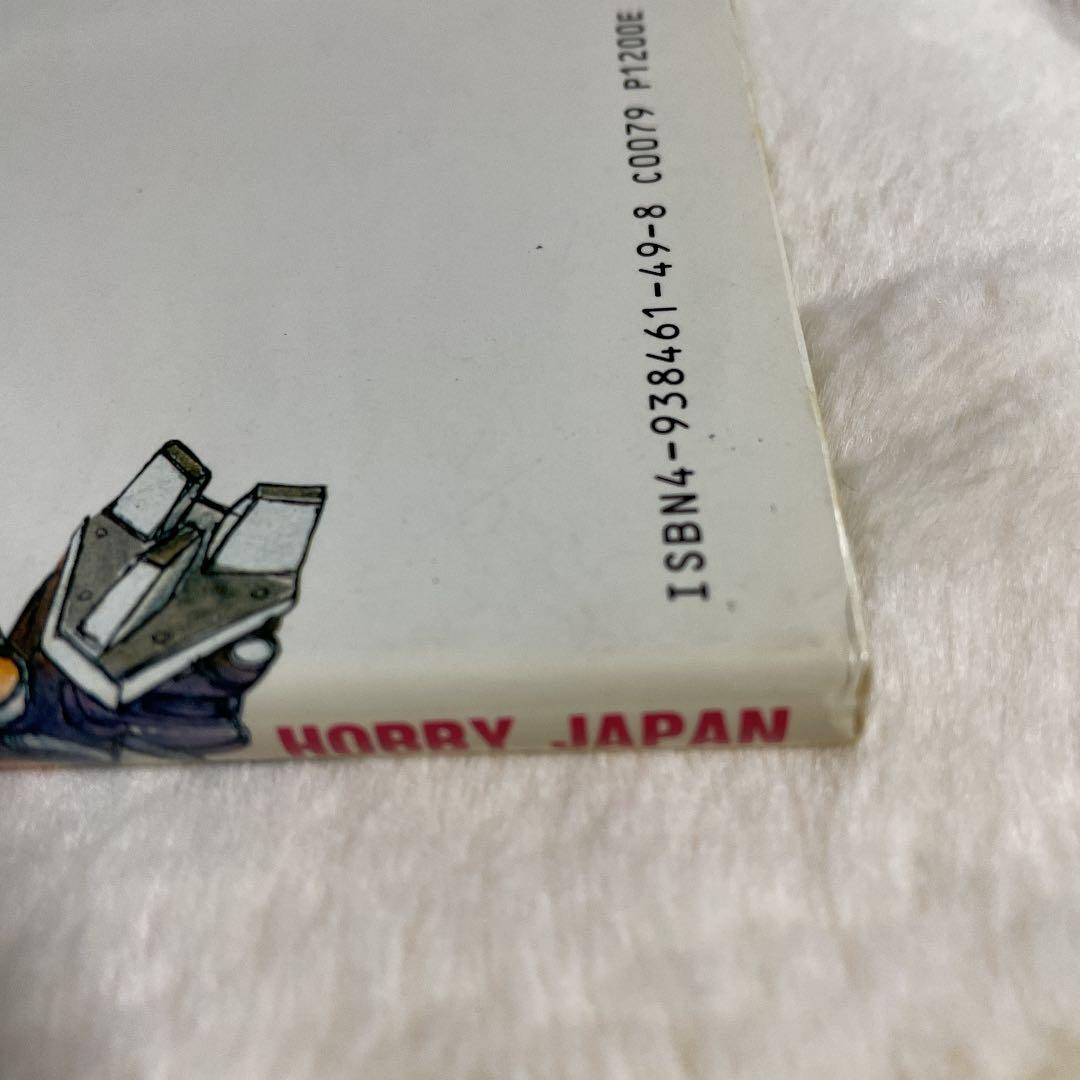 ISBN4-938461-49-8 C0079 P1200E
HOBBY JAPAN